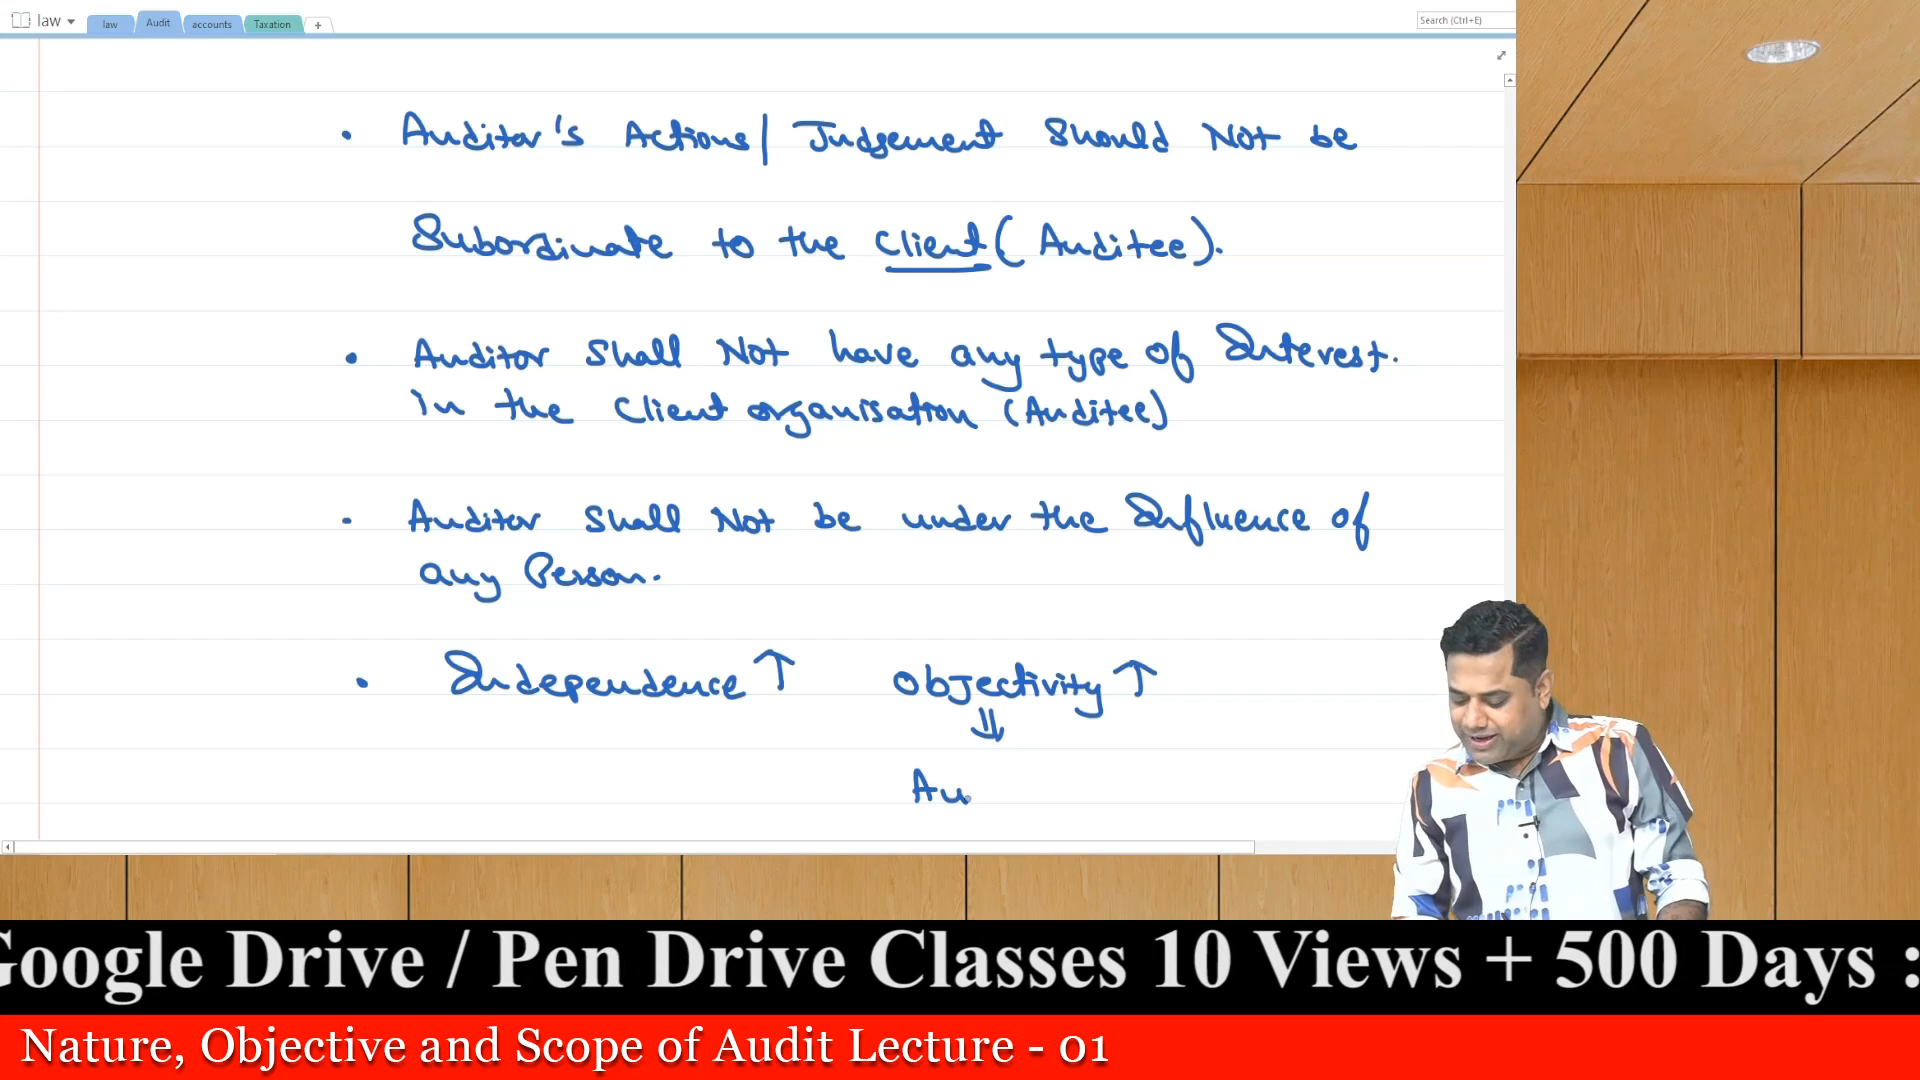 law
law Audit accounts Taxation +
Search (Ctrl+E)
· Auditor's Actions/Judgement should Not be
Subordinate to the Client (Auditee).
· Auditor shall Not have any type of Interest.
in the Client organisation (Auditee)
· Auditor shall Not be under the Influence of
any Person.
· Independence ↑ Objectivity ↑
⇓
Au
Google Drive / Pen Drive Classes 10 Views + 500 Days :
Nature, Objective and Scope of Audit Lecture - 01